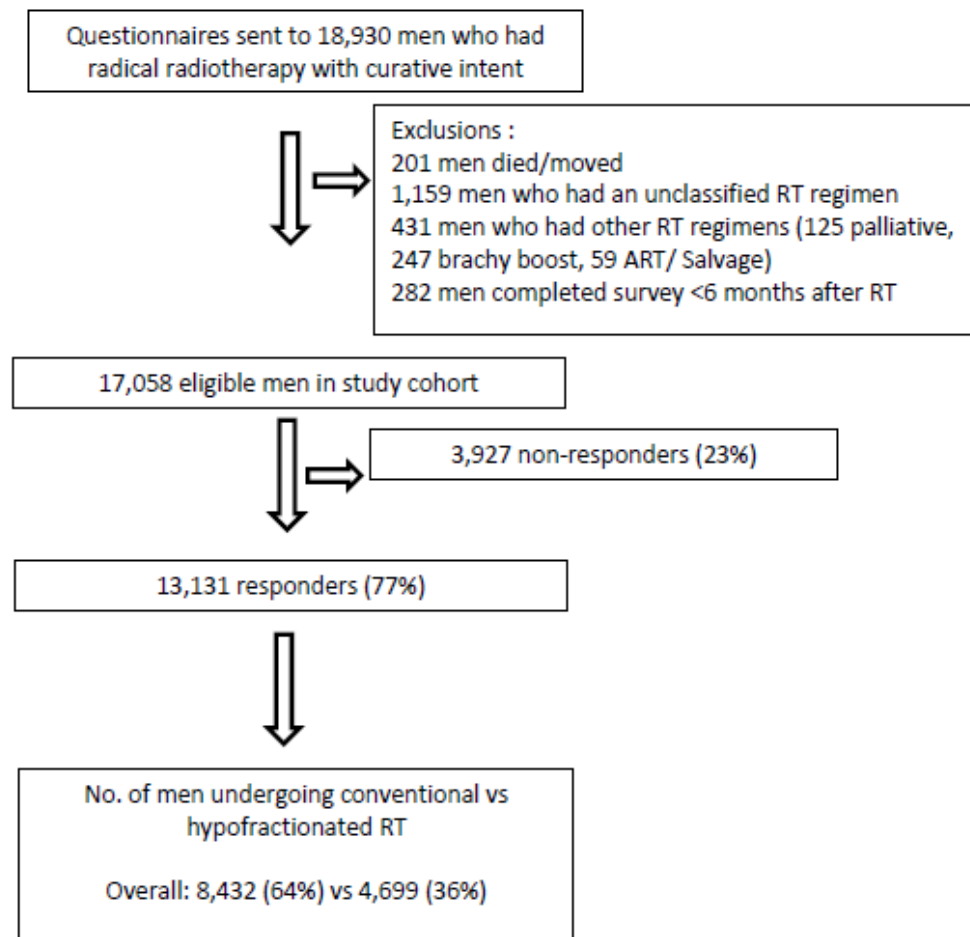 Questionnaires sent to 18,930 men who had
radical radiotherapy with curative intent
Exclusions :
201 men died/moved
1,159 men who had an unclassified RT regimen
431 men who had other RT regimens (125 palliative,
247 brachy boost, 59 ART/ Salvage)
282 men completed survey <6 months after RT
17,058 eligible men in study cohort
3,927 non-responders (23%)
13,131 responders (77%)
No. of men undergoing conventional vs
hypofractionated RT
Overall: 8,432 (64%) vs 4,699 (36%)